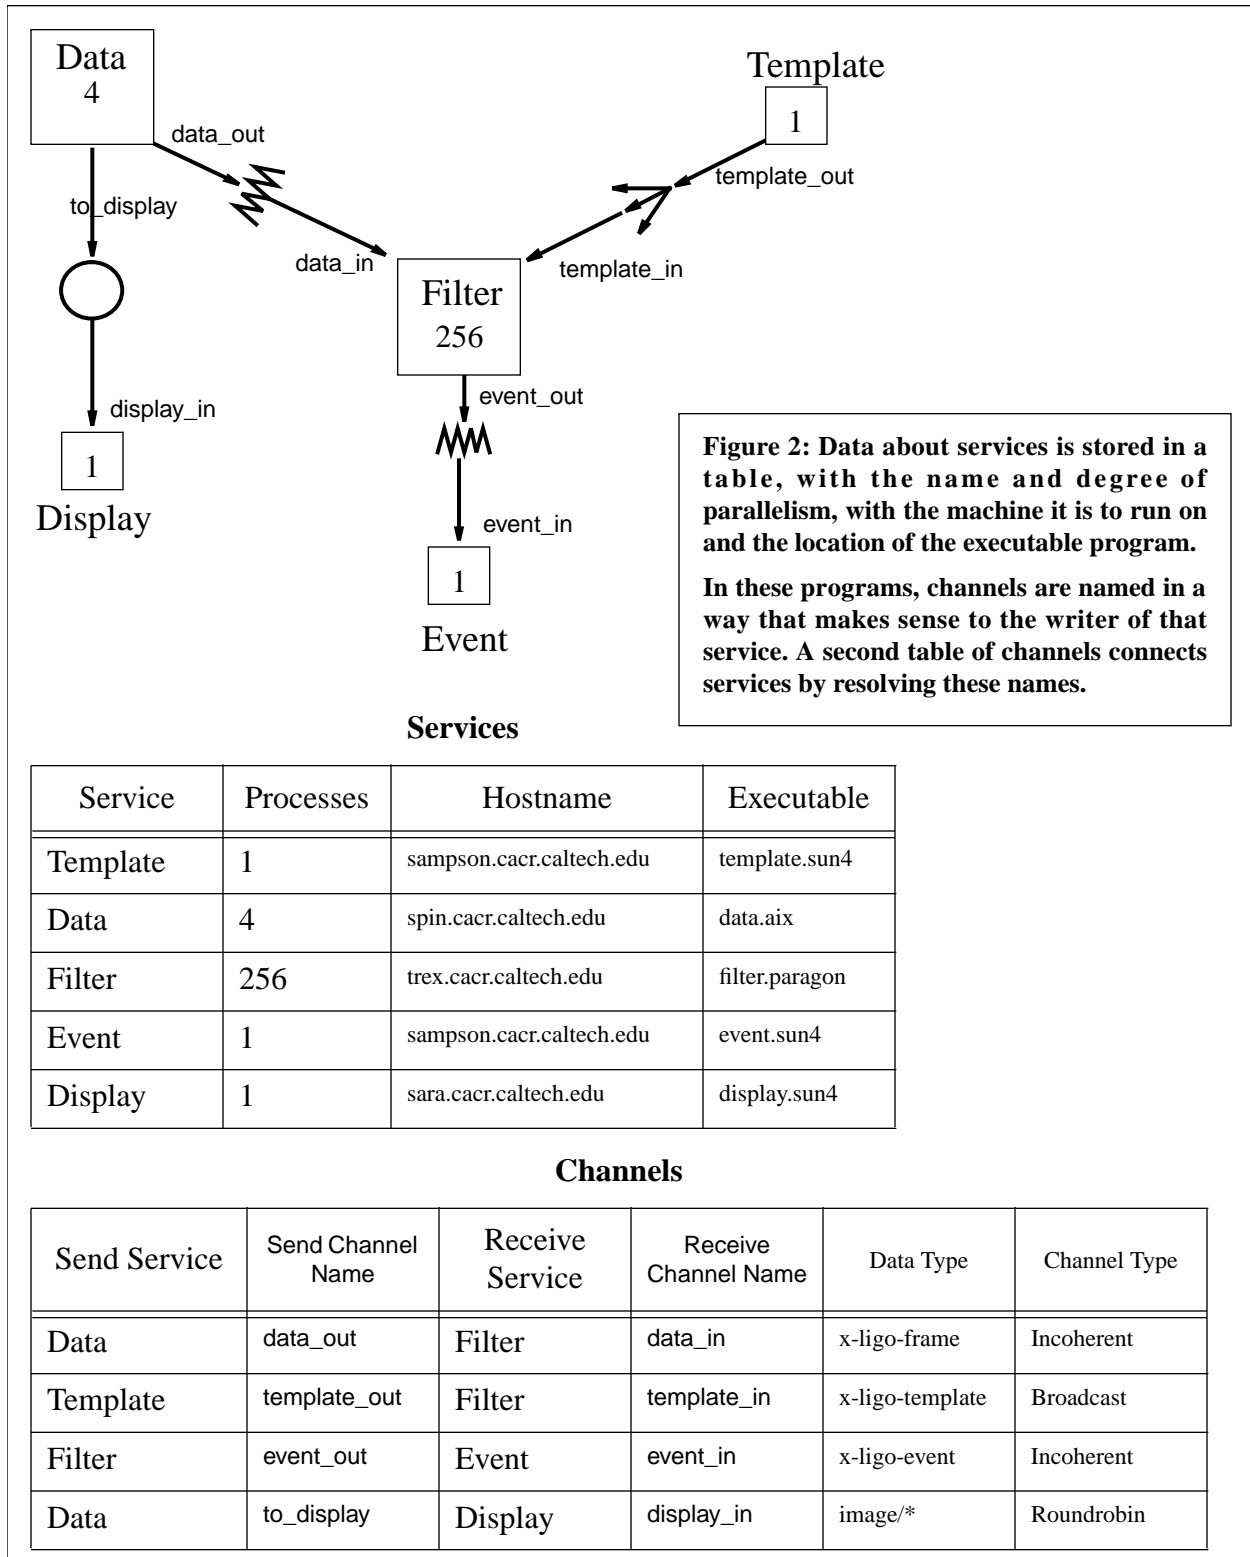 Data
4
Template
1
data_out
template_out
to_display
data_in
template_in
Filter
256
display_in
event_out
1
Display
event_in
1
Event
Figure 2: Data about services is stored in a
table, with the name and degree of
parallelism, with the machine it is to run on
and the location of the executable program.
In these programs, channels are named in a
way that makes sense to the writer of that
service. A second table of channels connects
services by resolving these names.
Services
Service Processes Hostname Executable
Template 1 sampson.cacr.caltech.edu template.sun4
Data 4 spin.cacr.caltech.edu data.aix
Filter 256 trex.cacr.caltech.edu filter.paragon
Event 1 sampson.cacr.caltech.edu event.sun4
Display 1 sara.cacr.caltech.edu display.sun4
Channels
Send Service Send Channel Name Receive Service Receive Channel Name Data Type Channel Type
Data data_out Filter data_in x-ligo-frame Incoherent
Template template_out Filter template_in x-ligo-template Broadcast
Filter event_out Event event_in x-ligo-event Incoherent
Data to_display Display display_in image/* Roundrobin